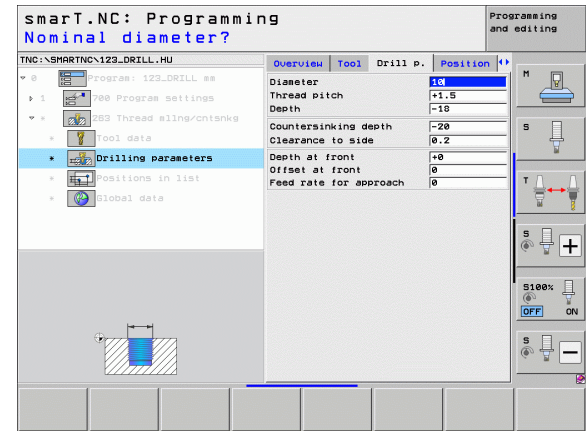 smarT.NC: Programming
Programming and editing
Nominal diameter?
TNC:\SMARTNC\123_DRILL.HU
0 Program: 123_DRILL mm
1 700 Program settings
* 263 Thread mllng/cntsnkg
* Tool data
* Drilling parameters
* Positions in list
* Global data
Overview Tool Drill p. Position
Diameter 10
Thread pitch +1.5
Depth -18
Countersinking depth -20
Clearance to side 0.2
Depth at front +0
Offset at front 0
Feed rate for approach 0
M
S
T
S
S100%
OFF ON
S